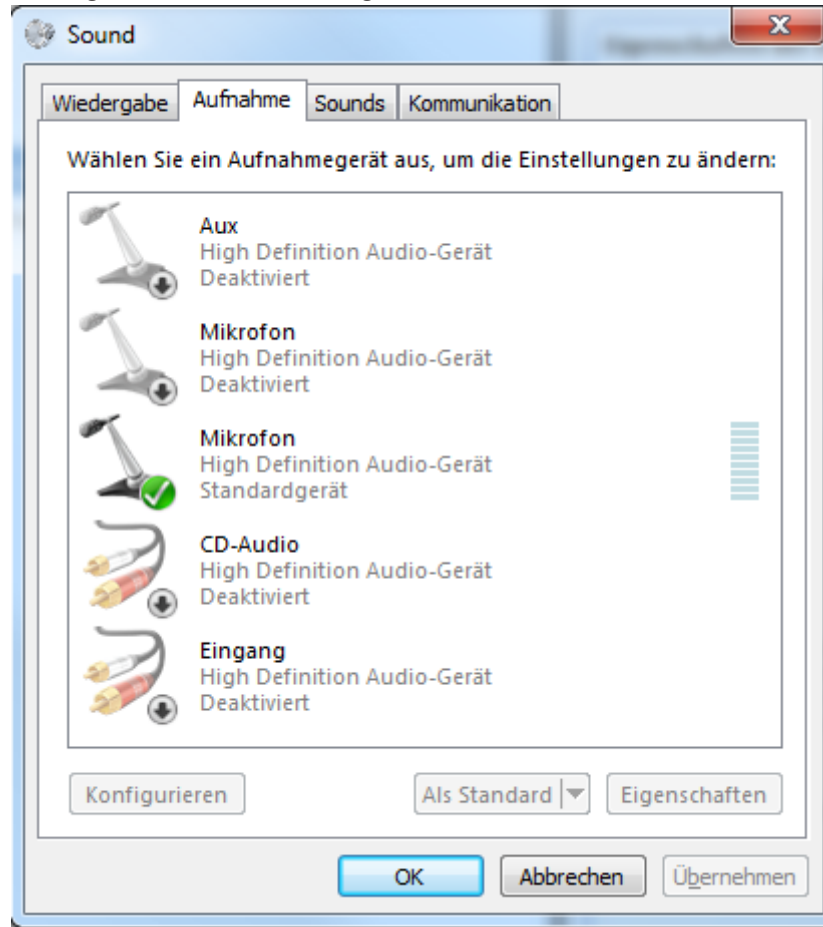 Sound
Wiedergabe Aufnahme Sounds Kommunikation
Wählen Sie ein Aufnahmegerät aus, um die Einstellungen zu ändern:
Aux
High Definition Audio-Gerät
Deaktiviert
Mikrofon
High Definition Audio-Gerät
Deaktiviert
Mikrofon
High Definition Audio-Gerät
Standardgerät
CD-Audio
High Definition Audio-Gerät
Deaktiviert
Eingang
High Definition Audio-Gerät
Deaktiviert
Konfigurieren Als Standard Eigenschaften
OK Abbrechen Übernehmen